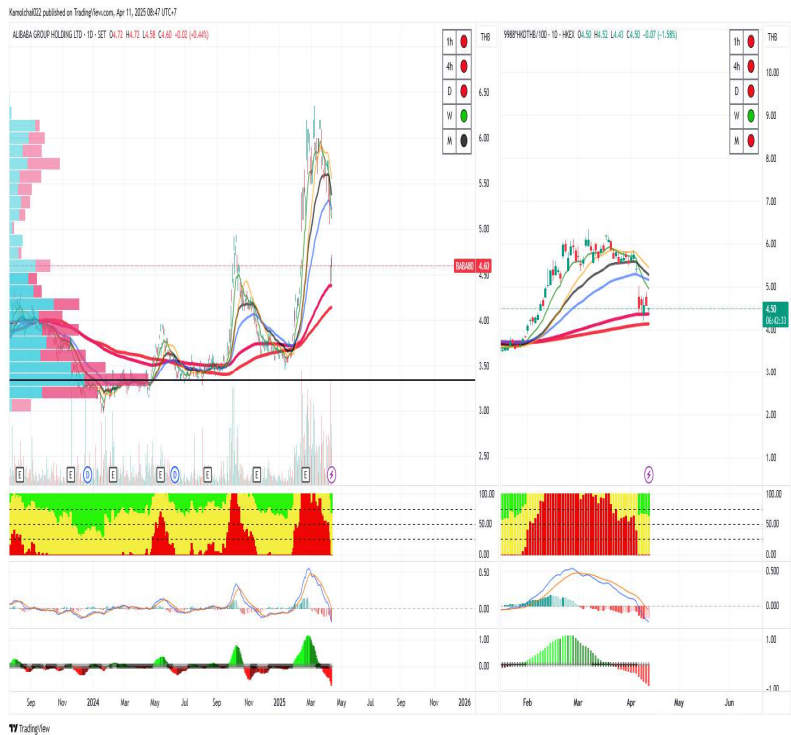 Kamolchai022 published on TradingView.com, Apr 11, 2025 08:47 UTC+7
ALIBABA GROUP HOLDING LTD · 1D · SET O4.72 H4.72 L4.58 C4.60 +0.02 (+0.44%)
THB
1h
4h
D
W
M
6.50
6.00
5.50
5.00
4.50
4.00
3.50
3.00
2.50
BABA80 4.60
E
E
D
E
E
D
E
E
E
100.00
50.00
0.00
0.50
0.00
1.00
0.00
Sep
Nov
2024
Mar
May
Jul
Sep
Nov
2025
Mar
May
Jul
Sep
Nov
2026
9988*HKDTHB/100 · 1D · HKEX O4.50 H4.52 L4.43 C4.50 -0.07 (-1.58%)
THB
1h
4h
D
W
M
10.00
9.00
8.00
7.00
6.00
5.00
4.50
4.00
3.00
2.00
1.00
100.00
50.00
0.00
0.500
0.000
1.00
0.00
-1.00
Feb
Mar
Apr
May
Jun
TradingView